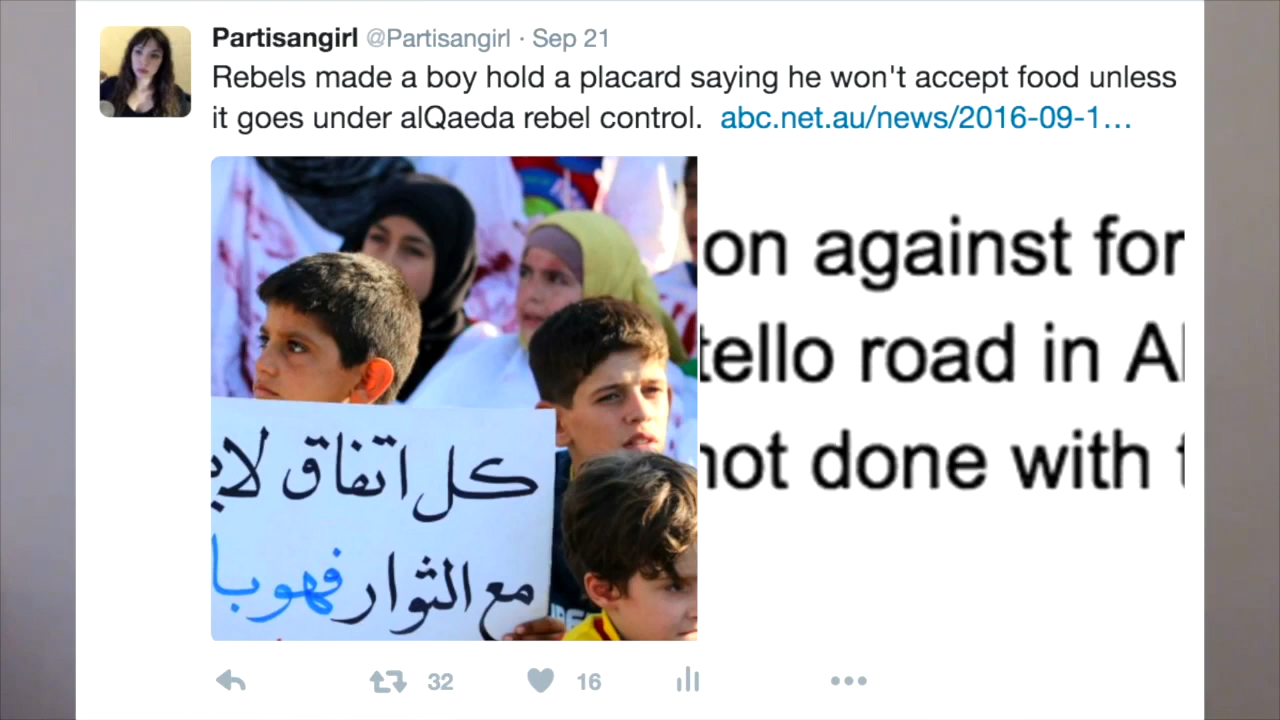 Partisangirl @Partisangirl · Sep 21
Rebels made a boy hold a placard saying he won't accept food unless
it goes under alQaeda rebel control. abc.net.au/news/2016-09-1…
كل اتفاق
مع الثوار فهو
on against for
tello road in Al
not done with
32 16